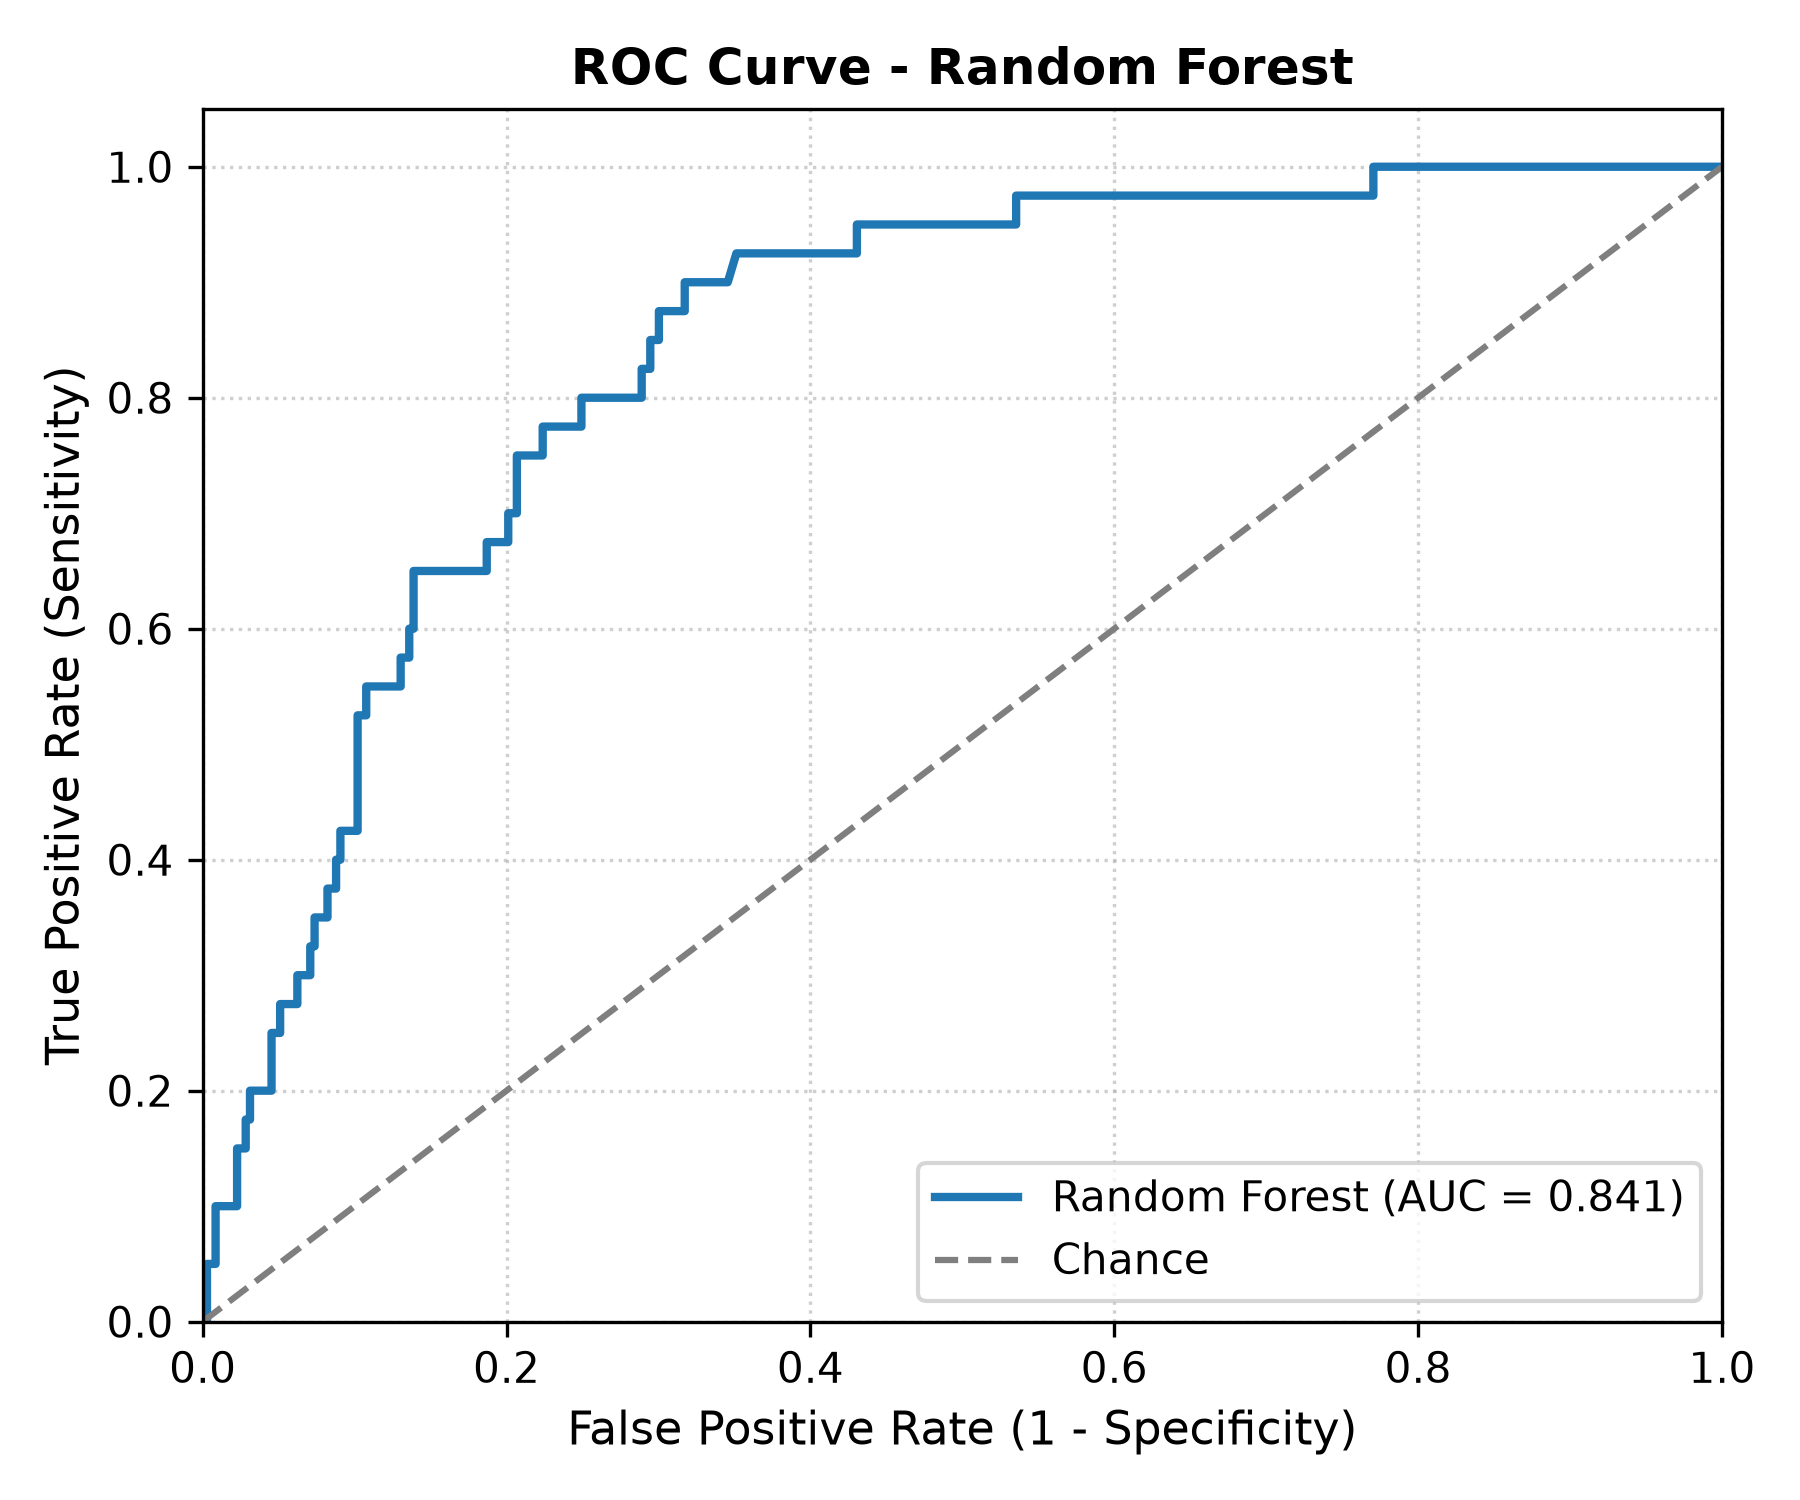 ROC Curve - Random Forest
True Positive Rate (Sensitivity)
1.0
0.8
0.6
0.4
0.2
0.0
Random Forest (AUC = 0.841)
Chance
0.0 0.2 0.4 0.6 0.8 1.0
False Positive Rate (1 - Specificity)